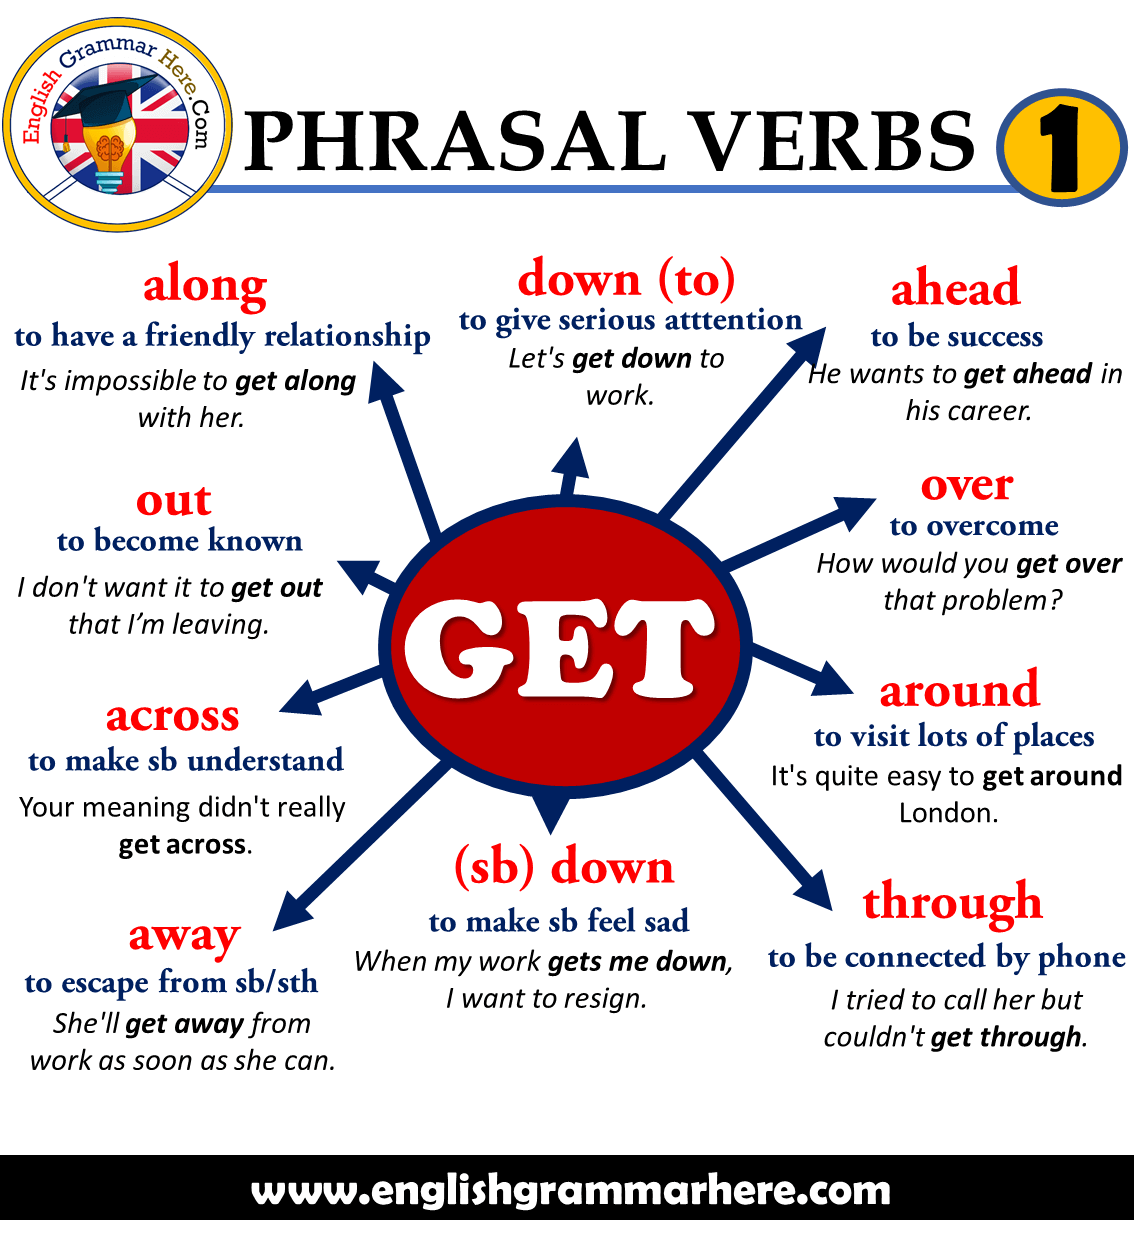 English Grammar Here.Com
PHRASAL VERBS 1
along
to have a friendly relationship
It's impossible to get along
with her.
down (to)
to give serious atttention
Let's get down to
work.
ahead
to be success
He wants to get ahead in
his career.
out
to become known
I don't want it to get out
that I’m leaving.
over
to overcome
How would you get over
that problem?
GET
across
to make sb understand
Your meaning didn't really
get across.
around
to visit lots of places
It's quite easy to get around
London.
away
to escape from sb/sth
She'll get away from
work as soon as she can.
(sb) down
to make sb feel sad
When my work gets me down,
I want to resign.
through
to be connected by phone
I tried to call her but
couldn't get through.
www.englishgrammarhere.com